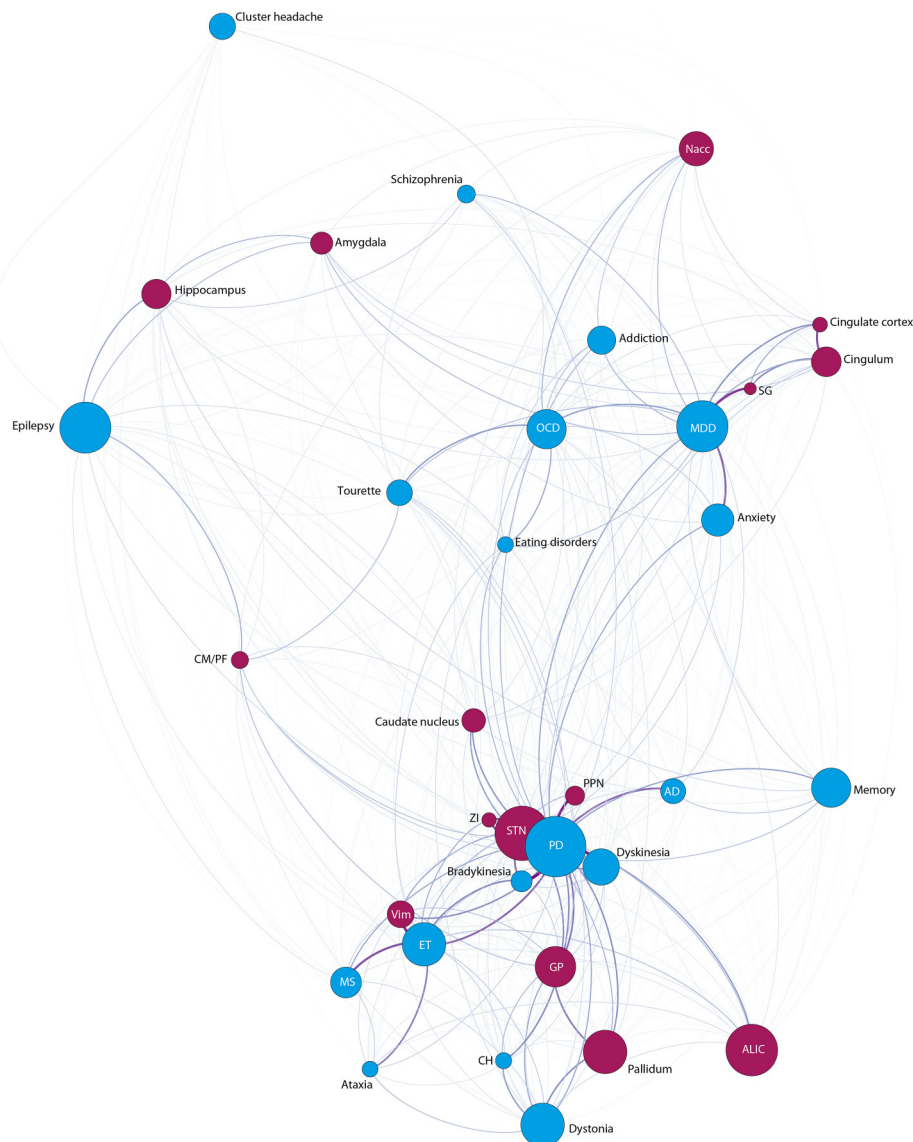 Cluster headache
Nacc
Schizophrenia
Amygdala
Hippocampus
Cingulate cortex
Addiction
Cingulum
SG
Epilepsy
OCD
MDD
Tourette
Anxiety
Eating disorders
CM/PF
Caudate nucleus
PPN
AD
Memory
ZI
STN
PD
Dyskinesia
Bradykinesia
Vim
ET
GP
MS
ALIC
CH
Pallidum
Ataxia
Dystonia